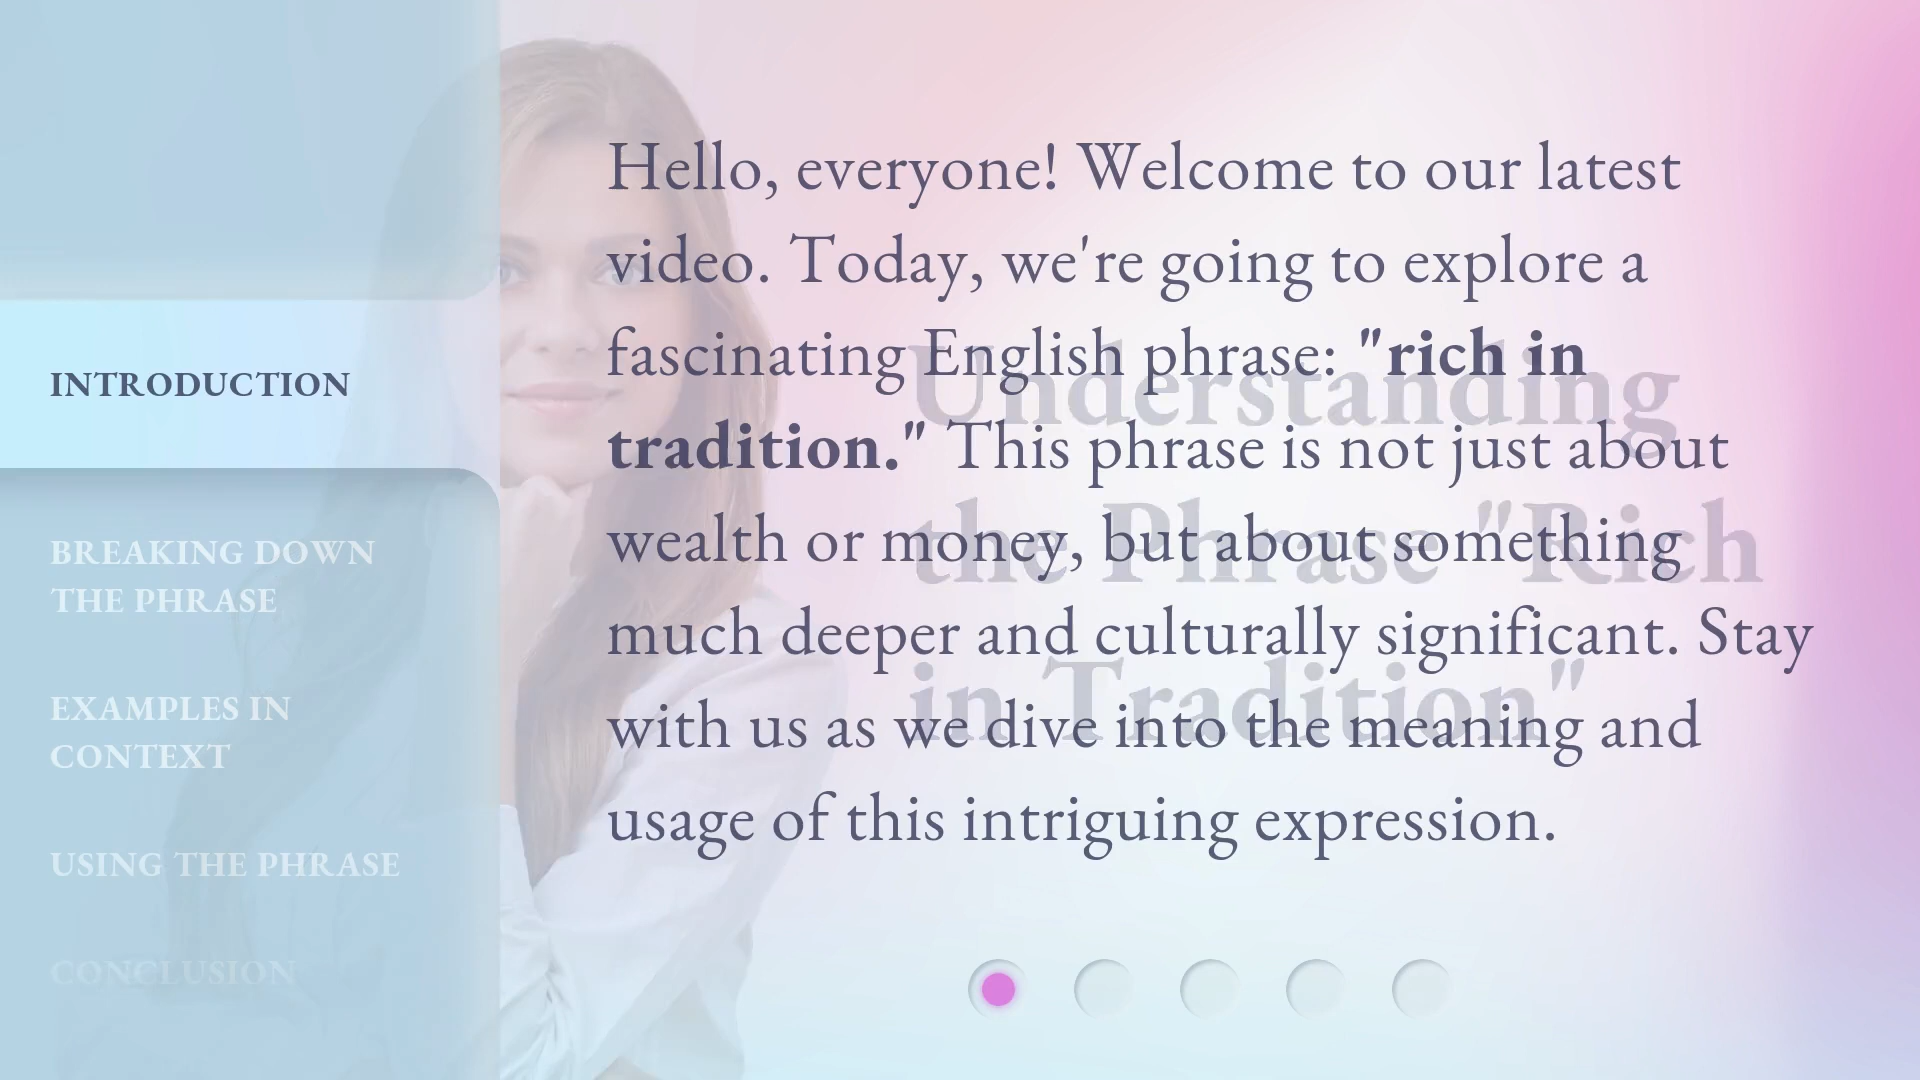 INTRODUCTION
BREAKING DOWN
THE PHRASE
EXAMPLES IN
CONTEXT
USING THE PHRASE
CONCLUSION
Hello, everyone! Welcome to our latest
video. Today, we're going to explore a
fascinating English phrase: "rich in
tradition." This phrase is not just about
wealth or money, but about something
much deeper and culturally significant. Stay
with us as we dive into the meaning and
usage of this intriguing expression.
Understanding
the Phrase "Rich
in Tradition"